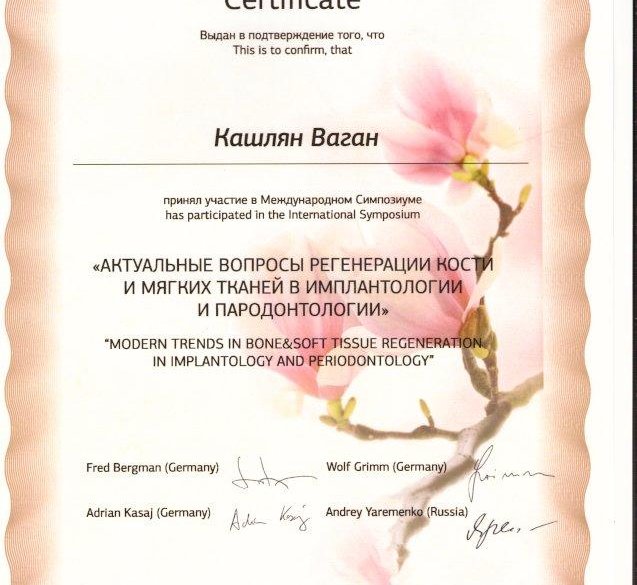 Certificate
Выдан в подтверждение того, что
This is to confirm, that
Кашлян Ваган
принял участие в Международном Симпозиуме
has participated in the International Symposium
«АКТУАЛЬНЫЕ ВОПРОСЫ РЕГЕНЕРАЦИИ КОСТИ
И МЯГКИХ ТКАНЕЙ В ИМПЛАНТОЛОГИИ
И ПАРОДОНТОЛОГИИ»
"MODERN TRENDS IN BONE&SOFT TISSUE REGENERATION
IN IMPLANTOLOGY AND PERIODONTOLOGY"
Fred Bergman (Germany) Wolf Grimm (Germany)
Adrian Kasaj (Germany) Adrian Kasaj Andrey Yaremenko (Russia)